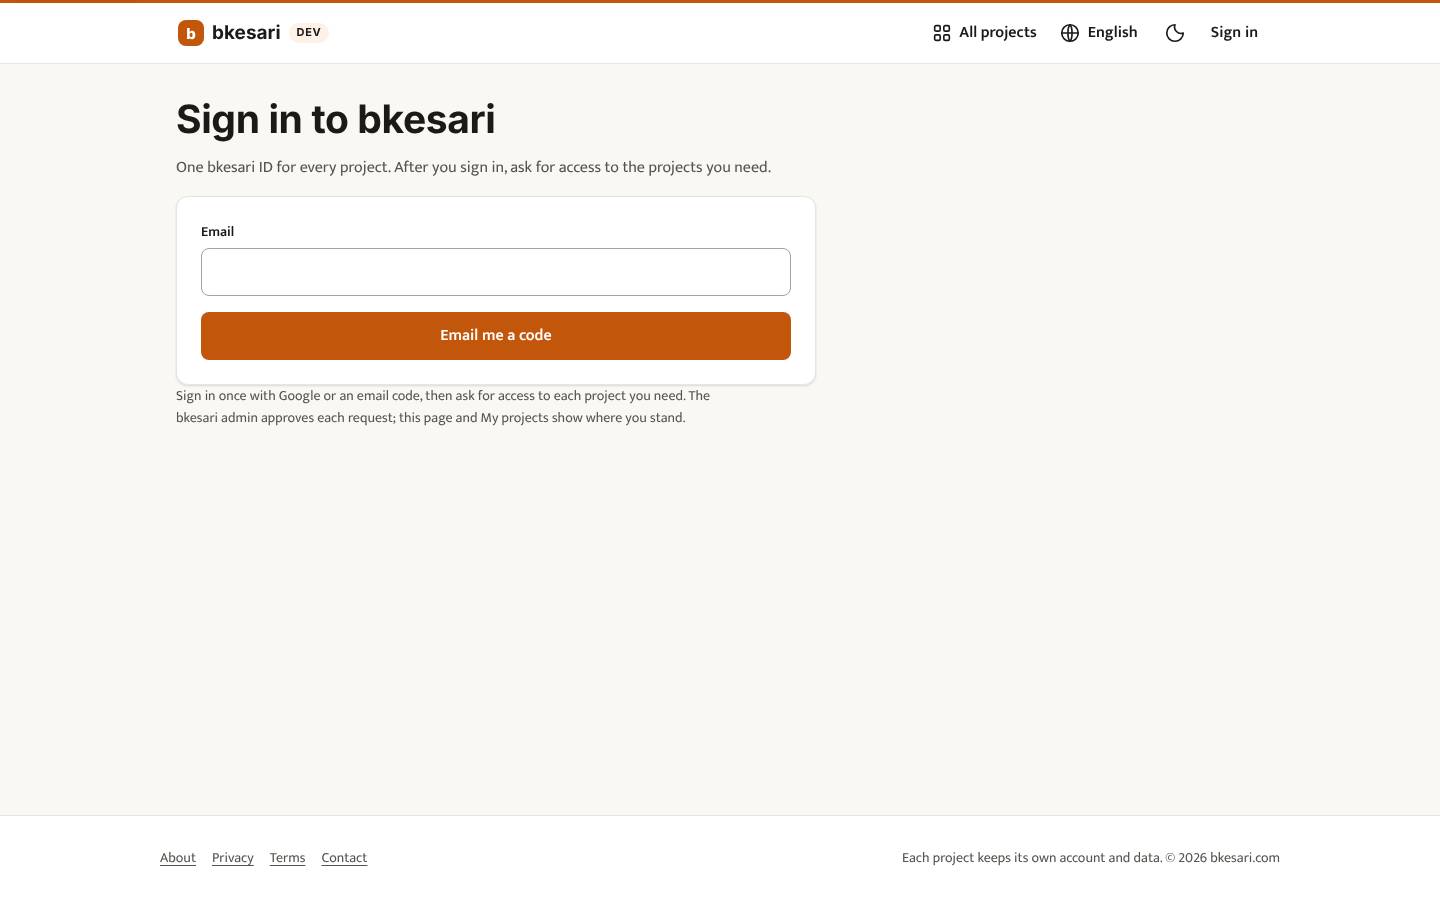 b bkesari DEV
All projects English Sign in
Sign in to bkesari
One bkesari ID for every project. After you sign in, ask for access to the projects you need.
Email
Email me a code
Sign in once with Google or an email code, then ask for access to each project you need. The
bkesari admin approves each request; this page and My projects show where you stand.
About Privacy Terms Contact
Each project keeps its own account and data. © 2026 bkesari.com